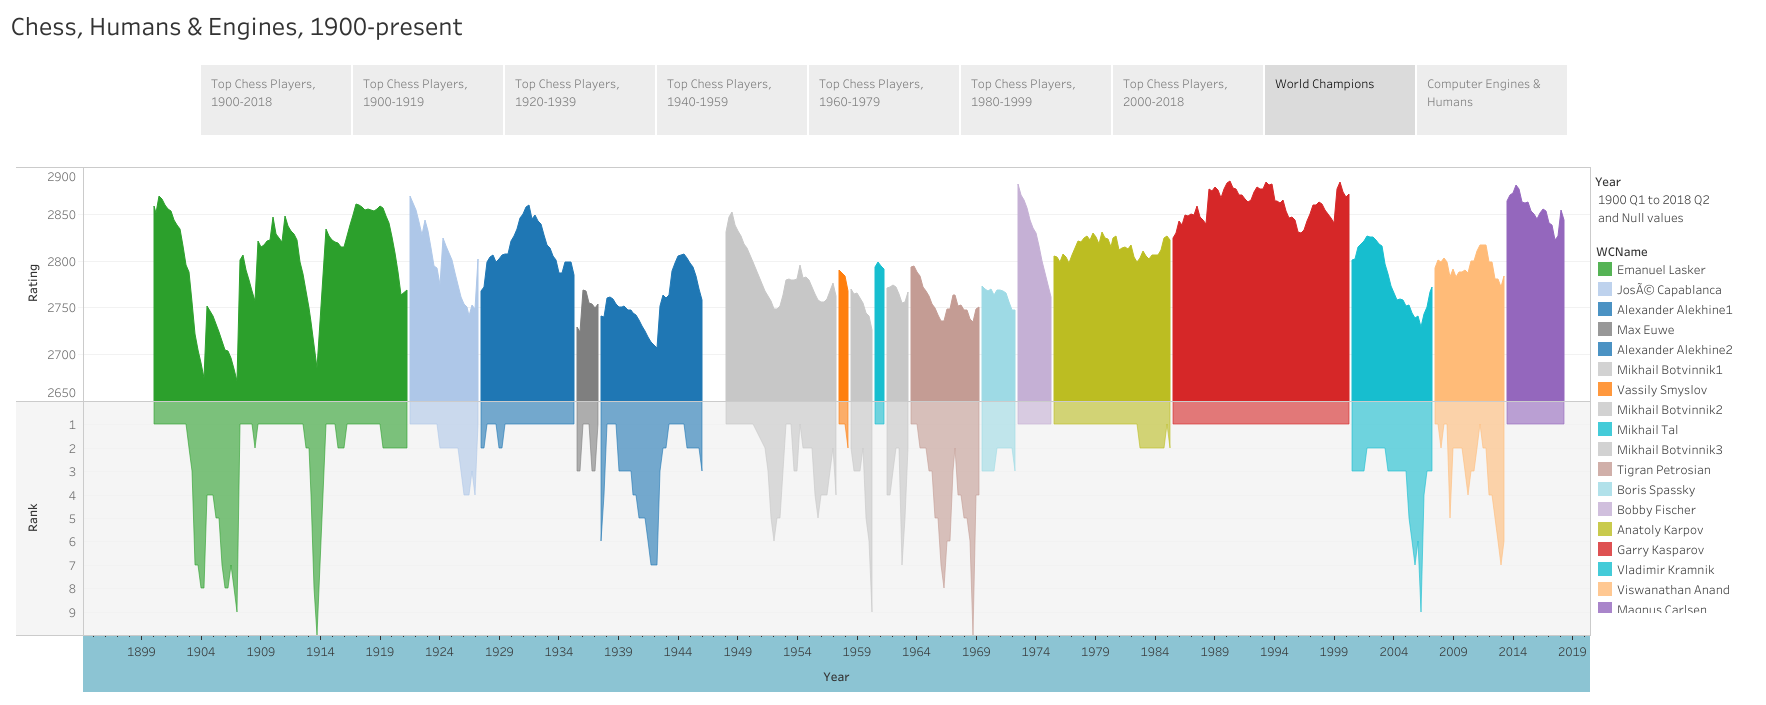 Chess, Humans & Engines, 1900-present
Top Chess Players,
1900-2018
Top Chess Players,
1900-1919
Top Chess Players,
1920-1939
Top Chess Players,
1940-1959
Top Chess Players,
1960-1979
Top Chess Players,
1980-1999
Top Chess Players,
2000-2018
World Champions
Computer Engines &
Humans
2900
2850
2800
2750
2700
2650
Rating
1
2
3
4
5
6
7
8
9
Rank
1899 1904 1909 1914 1919 1924 1929 1934 1939 1944 1949 1954 1959 1964 1969 1974 1979 1984 1989 1994 1999 2004 2009 2014 2019
Year
Year
1900 Q1 to 2018 Q2
and Null values
WCName
Emanuel Lasker
JosÃ© Capablanca
Alexander Alekhine1
Max Euwe
Alexander Alekhine2
Mikhail Botvinnik1
Vassily Smyslov
Mikhail Botvinnik2
Mikhail Tal
Mikhail Botvinnik3
Tigran Petrosian
Boris Spassky
Bobby Fischer
Anatoly Karpov
Garry Kasparov
Vladimir Kramnik
Viswanathan Anand
Magnus Carlsen